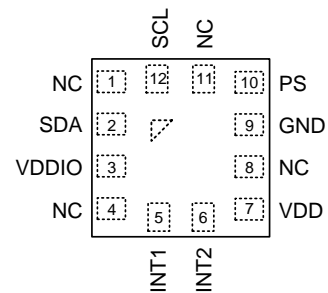 SCL NC
NC 1 12 11 10 PS
SDA 2 9 GND
VDDIO 3 8 NC
NC 4 5 6 7 VDD
INT1 INT2